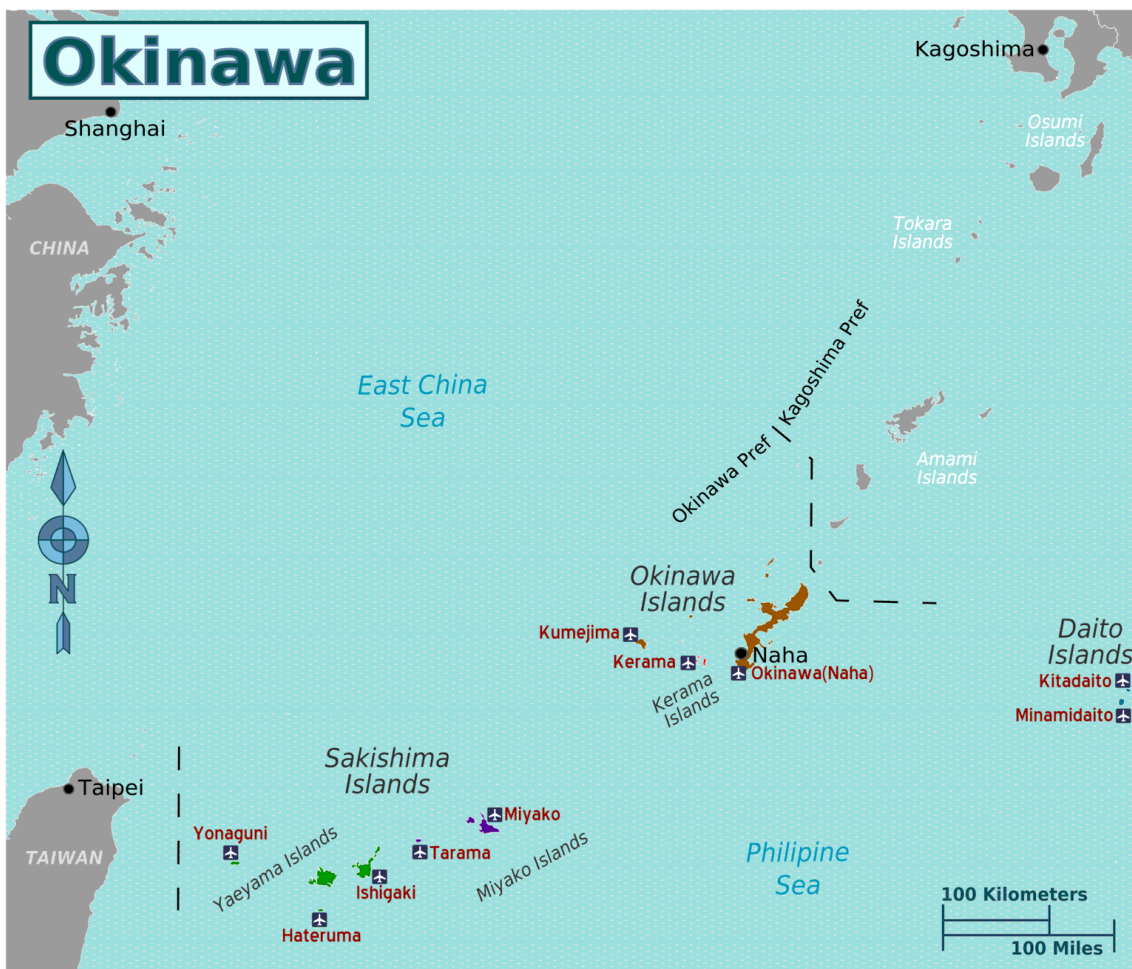 Okinawa
Kagoshima
Shanghai
Osumi
Islands
Tokara
Islands
CHINA
Kagoshima Pref
East China
Sea
Okinawa Pref |
Amami
Islands
N
Okinawa
Islands
Kumejima
Naha
Daito
Islands
Kerama
Okinawa(Naha)
Kitadaito
Kerama
Islands
Minamidaito
Sakishima
Islands
Taipei
Miyako
Yonaguni
Tarama
TAIWAN
Yaeyama Islands
Miyako Islands
Philipine
Sea
Ishigaki
Hateruma
100 Kilometers
100 Miles